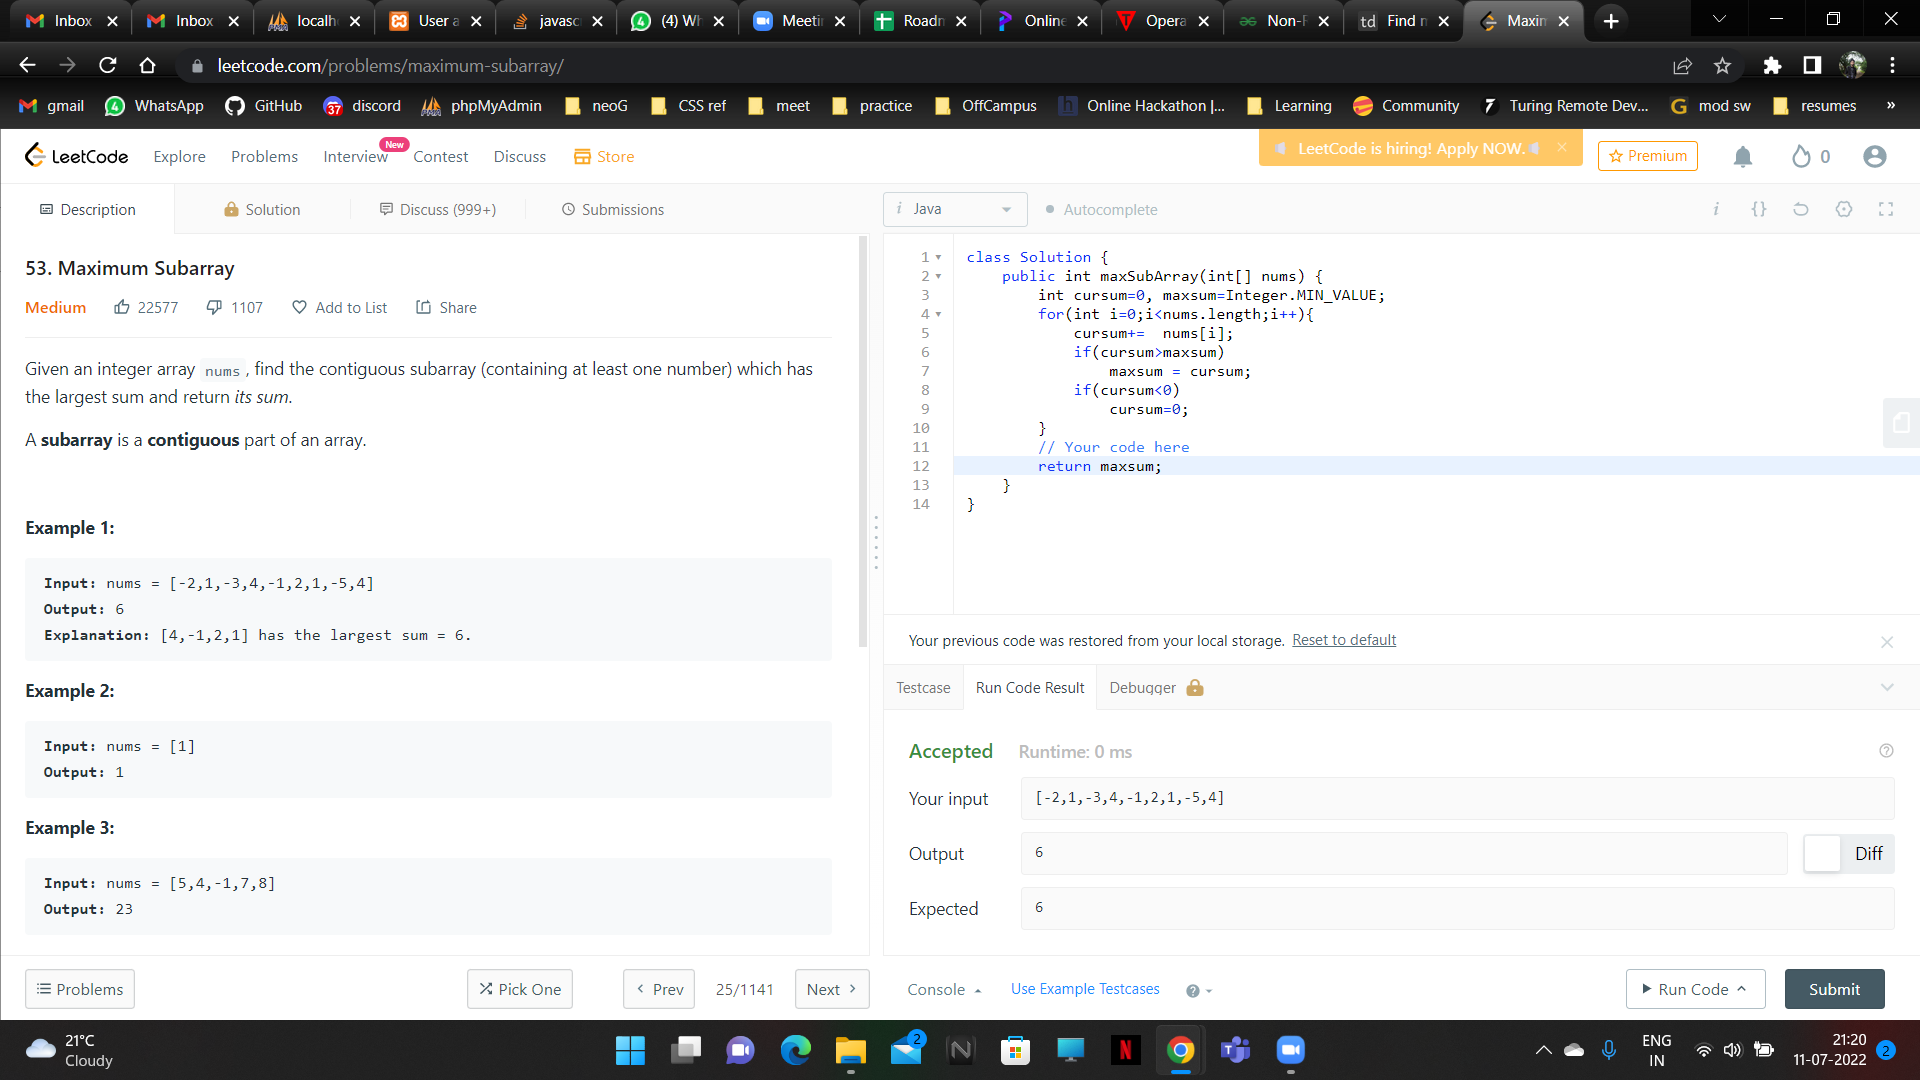 Inbox
Inbox
localh
User a
javasc
(4) Wh
Meeti
Roadn
Online
Opera
Non-F
Find n
Maxin
leetcode.com/problems/maximum-subarray/
gmail
WhatsApp
GitHub
37
discord
phpMyAdmin
neoG
CSS ref
meet
practice
OffCampus
Online Hackathon |...
Learning
Community
Turing Remote Dev...
mod sw
resumes
»
LeetCode
Explore
Problems
Interview
New
Contest
Discuss
Store
LeetCode is hiring! Apply NOW.
Premium
0
Description
Solution
Discuss (999+)
Submissions
i Java
Autocomplete
i
{}
53. Maximum Subarray
Medium
22577
1107
Add to List
Share
Given an integer array nums , find the contiguous subarray (containing at least one number) which has
the largest sum and return its sum.
A subarray is a contiguous part of an array.
Example 1:
Input: nums = [-2,1,-3,4,-1,2,1,-5,4]
Output: 6
Explanation: [4,-1,2,1] has the largest sum = 6.
Example 2:
Input: nums = [1]
Output: 1
Example 3:
Input: nums = [5,4,-1,7,8]
Output: 23
1 class Solution {
2 public int maxSubArray(int[] nums) {
3 int cursum=0, maxsum=Integer.MIN_VALUE;
4 for(int i=0;i<nums.length;i++){
5 cursum+= nums[i];
6 if(cursum>maxsum)
7 maxsum = cursum;
8 if(cursum<0)
9 cursum=0;
10 }
11 // Your code here
12 return maxsum;
13 }
14 }
Your previous code was restored from your local storage. Reset to default
Testcase
Run Code Result
Debugger
Accepted
Runtime: 0 ms
Your input
[-2,1,-3,4,-1,2,1,-5,4]
Output
6
Diff
Expected
6
Problems
Pick One
Prev
25/1141
Next
Console
Use Example Testcases
Run Code
Submit
21°C
Cloudy
2
ENG
IN
21:20
11-07-2022
2